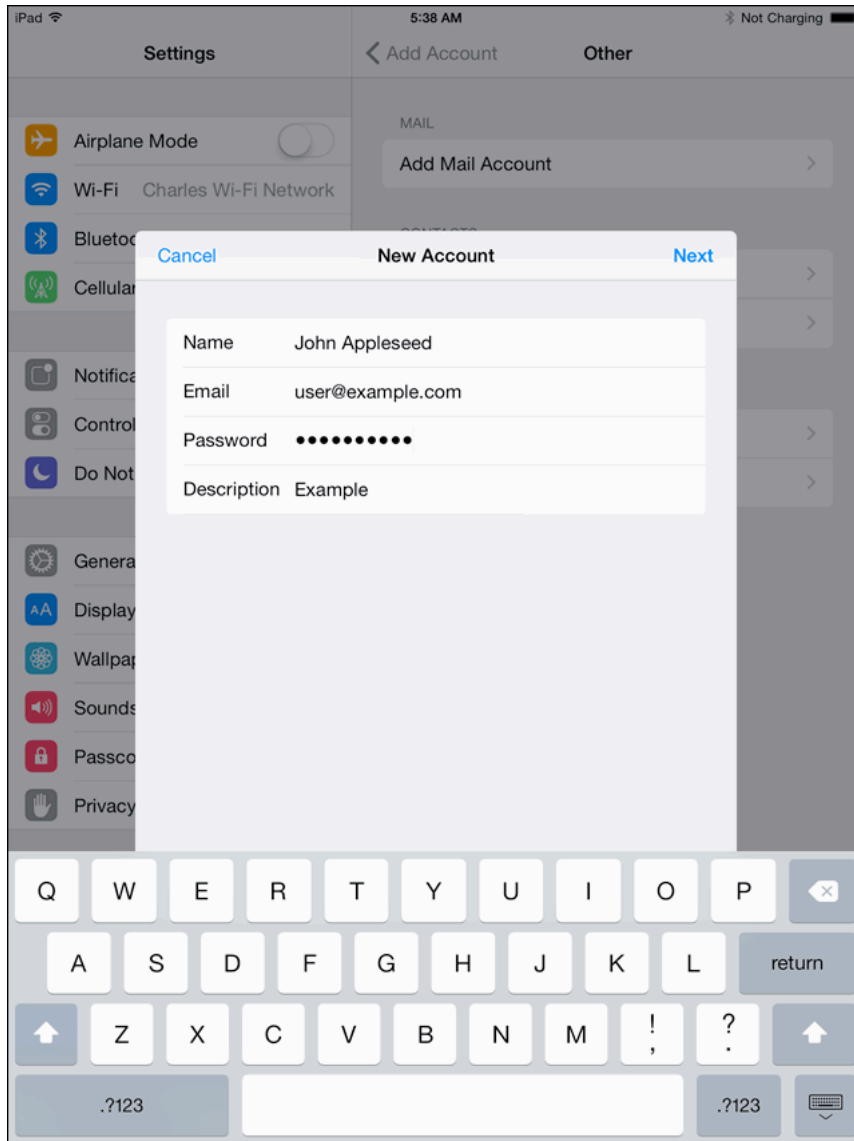 iPad 5:38 AM Not Charging
Settings
Add Account Other
Airplane Mode
Wi-Fi Charles Wi-Fi Network
Cellular
Notifica
Control
Do Not
Genera
Display
Wallpap
Sounds
Passco
Privacy
MAIL
Add Mail Account
Cancel New Account Next
Name John Appleseed
Email user@example.com
Password ●●●●●●●●●●
Description Example
Q W E R T Y U I O P
A S D F G H J K L return
Z X C V B N M ! , ? .
.?123 .?123